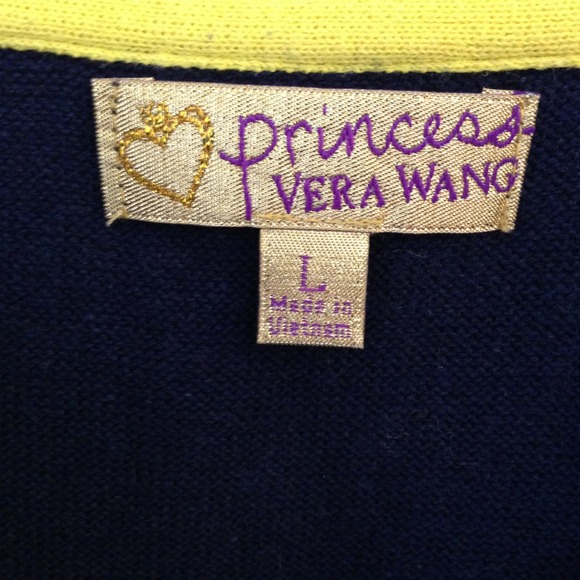 princess
VERA WANG
L
Made in
Vietnam